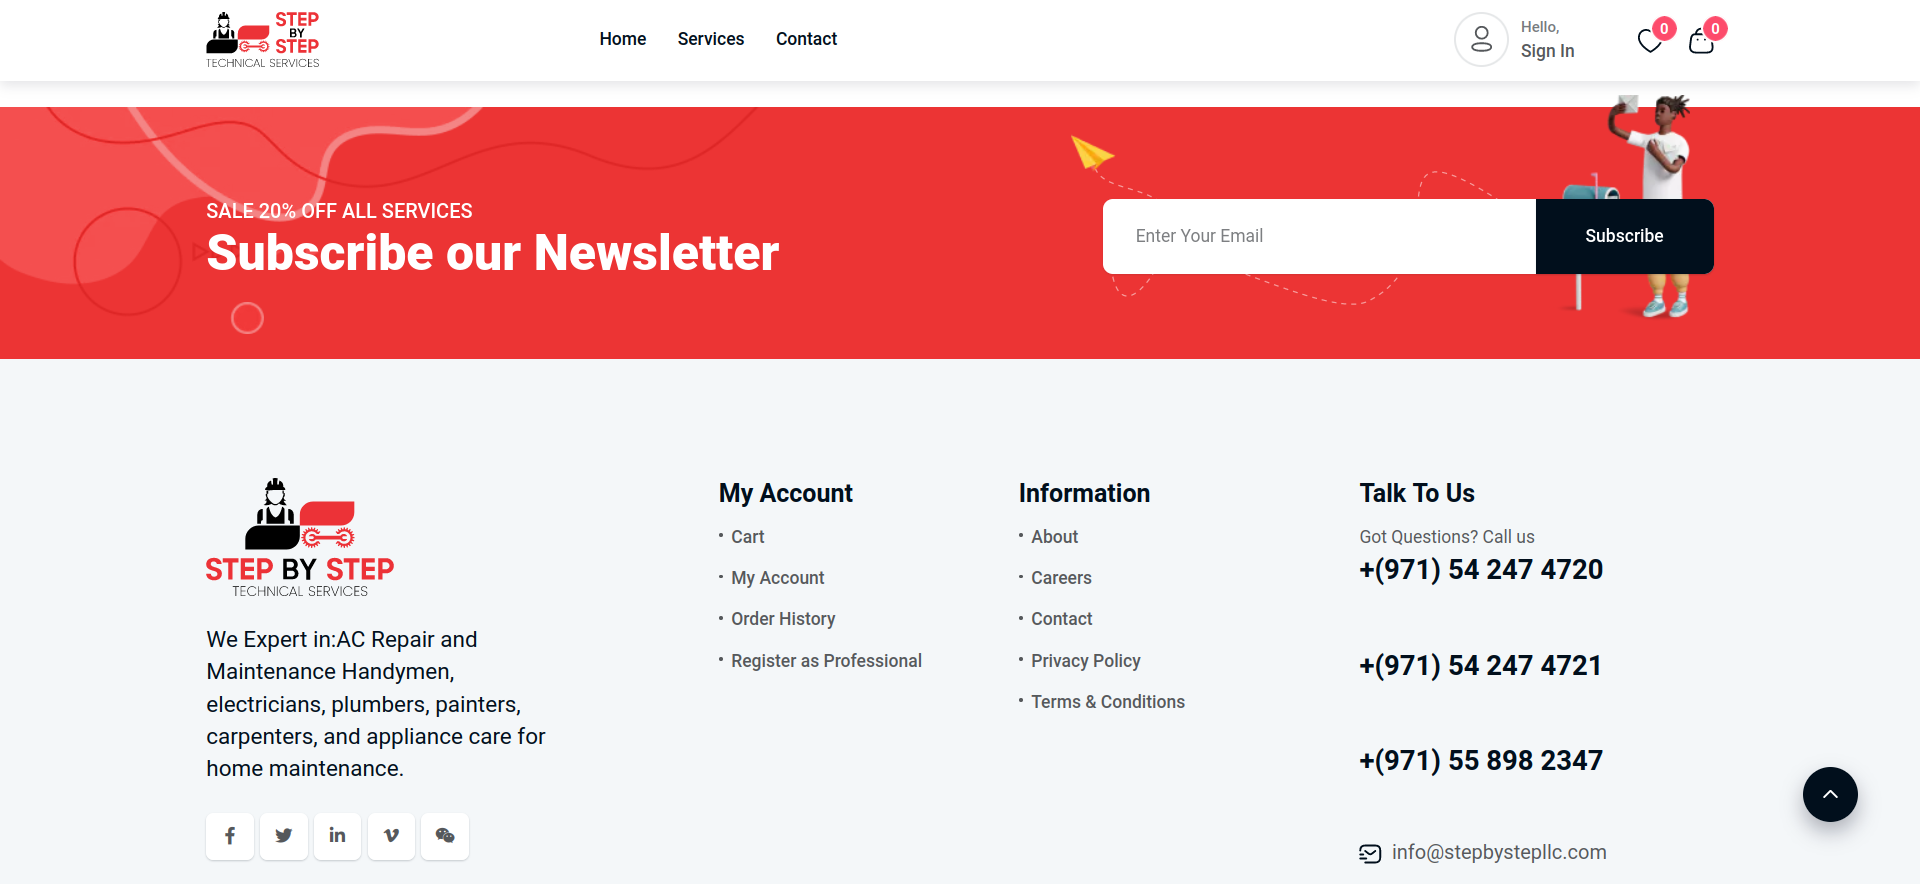 STEP
BY
STEP
TECHNICAL SERVICES
Home
Services
Contact
Hello,
Sign In
0
0
SALE 20% OFF ALL SERVICES
Subscribe our Newsletter
Enter Your Email
Subscribe
STEP BY STEP
TECHNICAL SERVICES
We Expert in:AC Repair and
Maintenance Handymen,
electricians, plumbers, painters,
carpenters, and appliance care for
home maintenance.
My Account
Cart
My Account
Order History
Register as Professional
Information
About
Careers
Contact
Privacy Policy
Terms & Conditions
Talk To Us
Got Questions? Call us
+(971) 54 247 4720
+(971) 54 247 4721
+(971) 55 898 2347
info@stepbystepllc.com